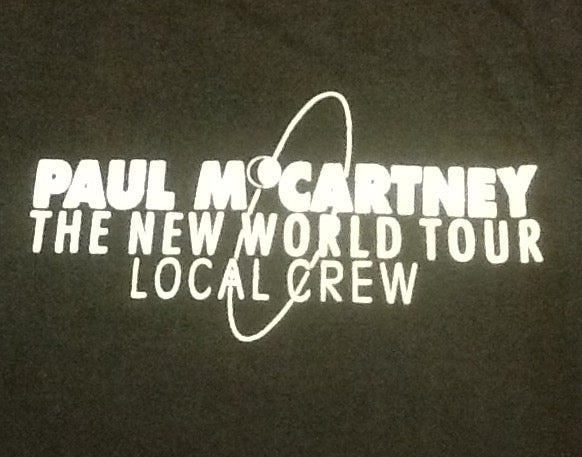 PAUL McCARTNEY
THE NEW WORLD TOUR
LOCAL CREW